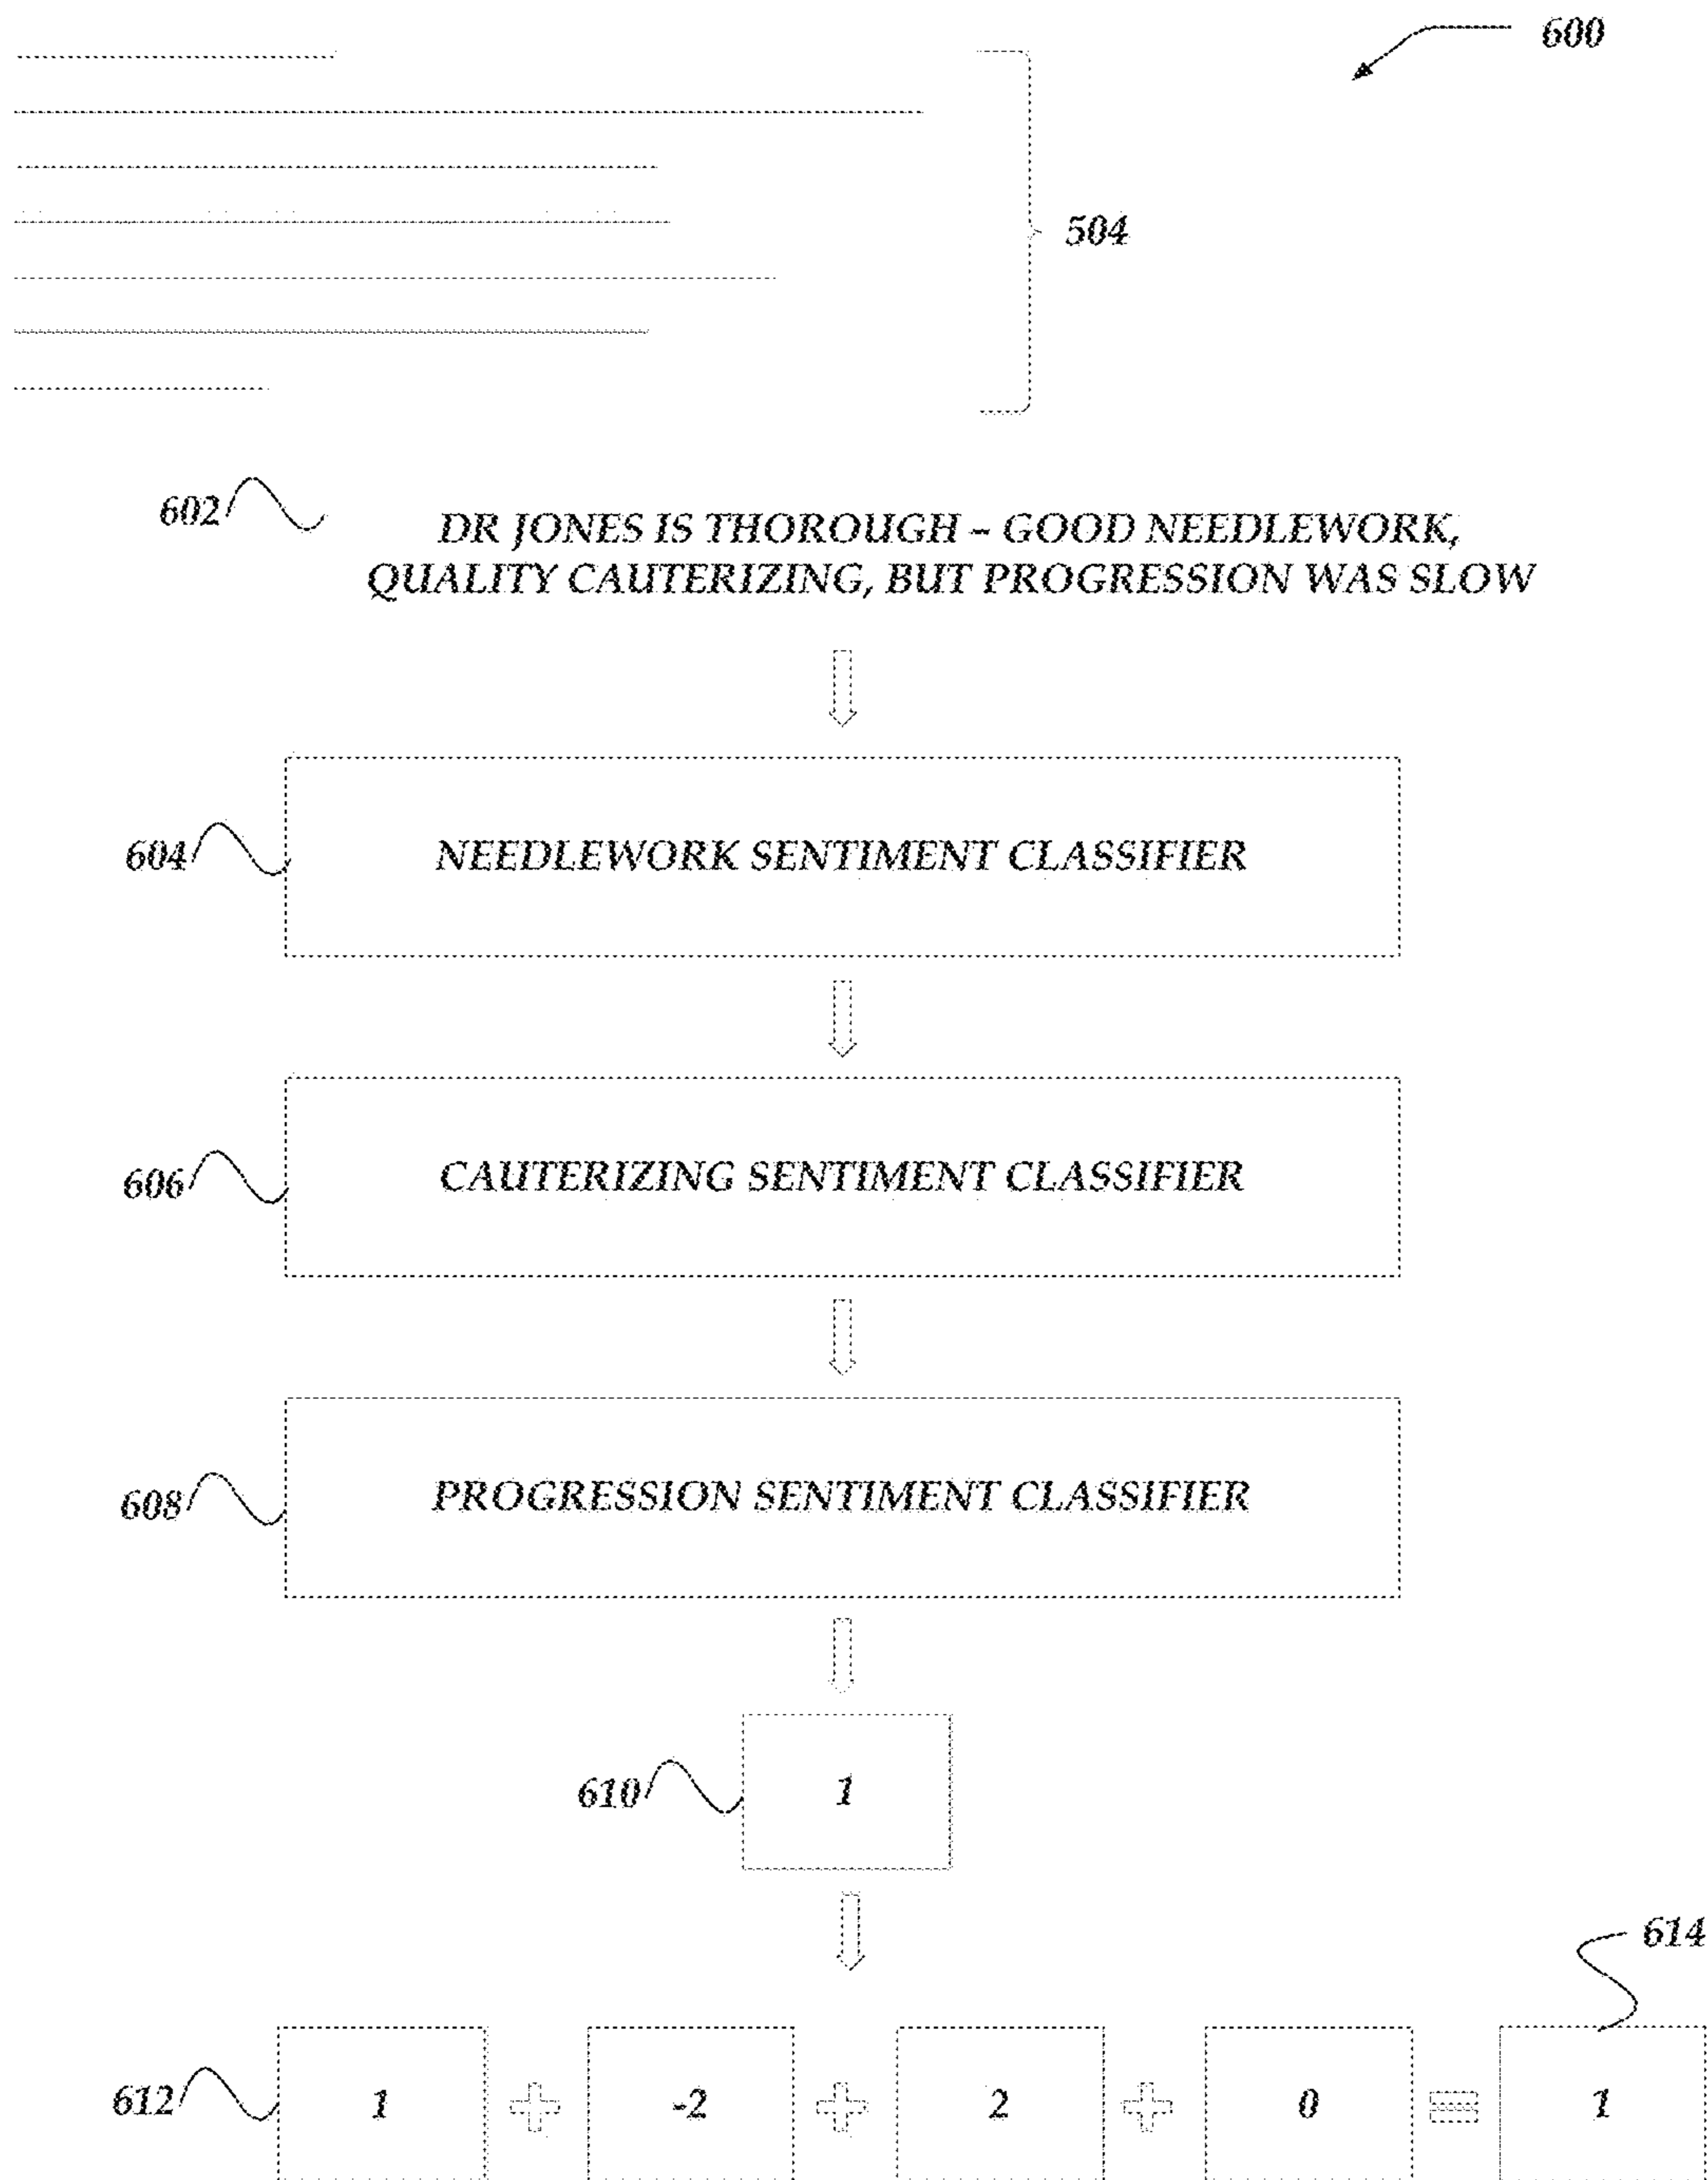 600
504
602
DR JONES IS THOROUGH – GOOD NEEDLEWORK,
QUALITY CAUTERIZING, BUT PROGRESSION WAS SLOW
604
NEEDLEWORK SENTIMENT CLASSIFIER
606
CAUTERIZING SENTIMENT CLASSIFIER
608
PROGRESSION SENTIMENT CLASSIFIER
610
1
614
612
1 + -2 + 2 + 0 = 1